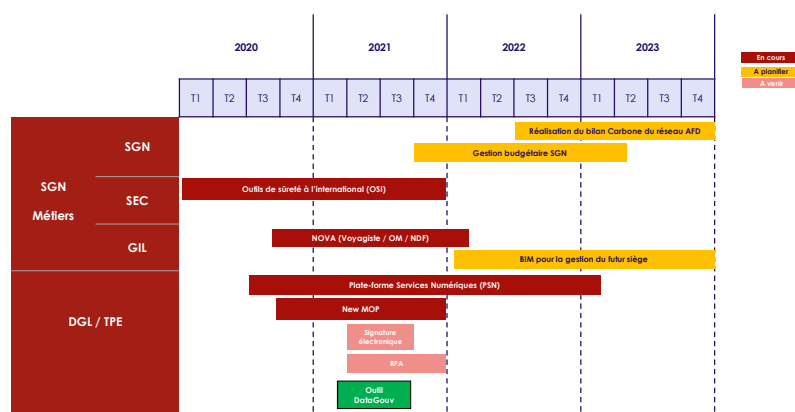 2020
2021
2022
2023
En cours
A planifier
A venir
T1
T2
T3
T4
T1
T2
T3
T4
T1
T2
T3
T4
T1
T2
T3
T4
SGN
Métiers
SGN
Réalisation du bilan Carbone du réseau AFD
Gestion budgétaire SGN
SEC
Outils de sûreté à l'international (OSI)
GIL
NOVA (Voyagiste / OM / NDF)
BIM pour la gestion du futur siège
DGL / TPE
Plate-forme Services Numériques (PSN)
New MOP
Signature
électronique
RPA
Outil
DataGouv